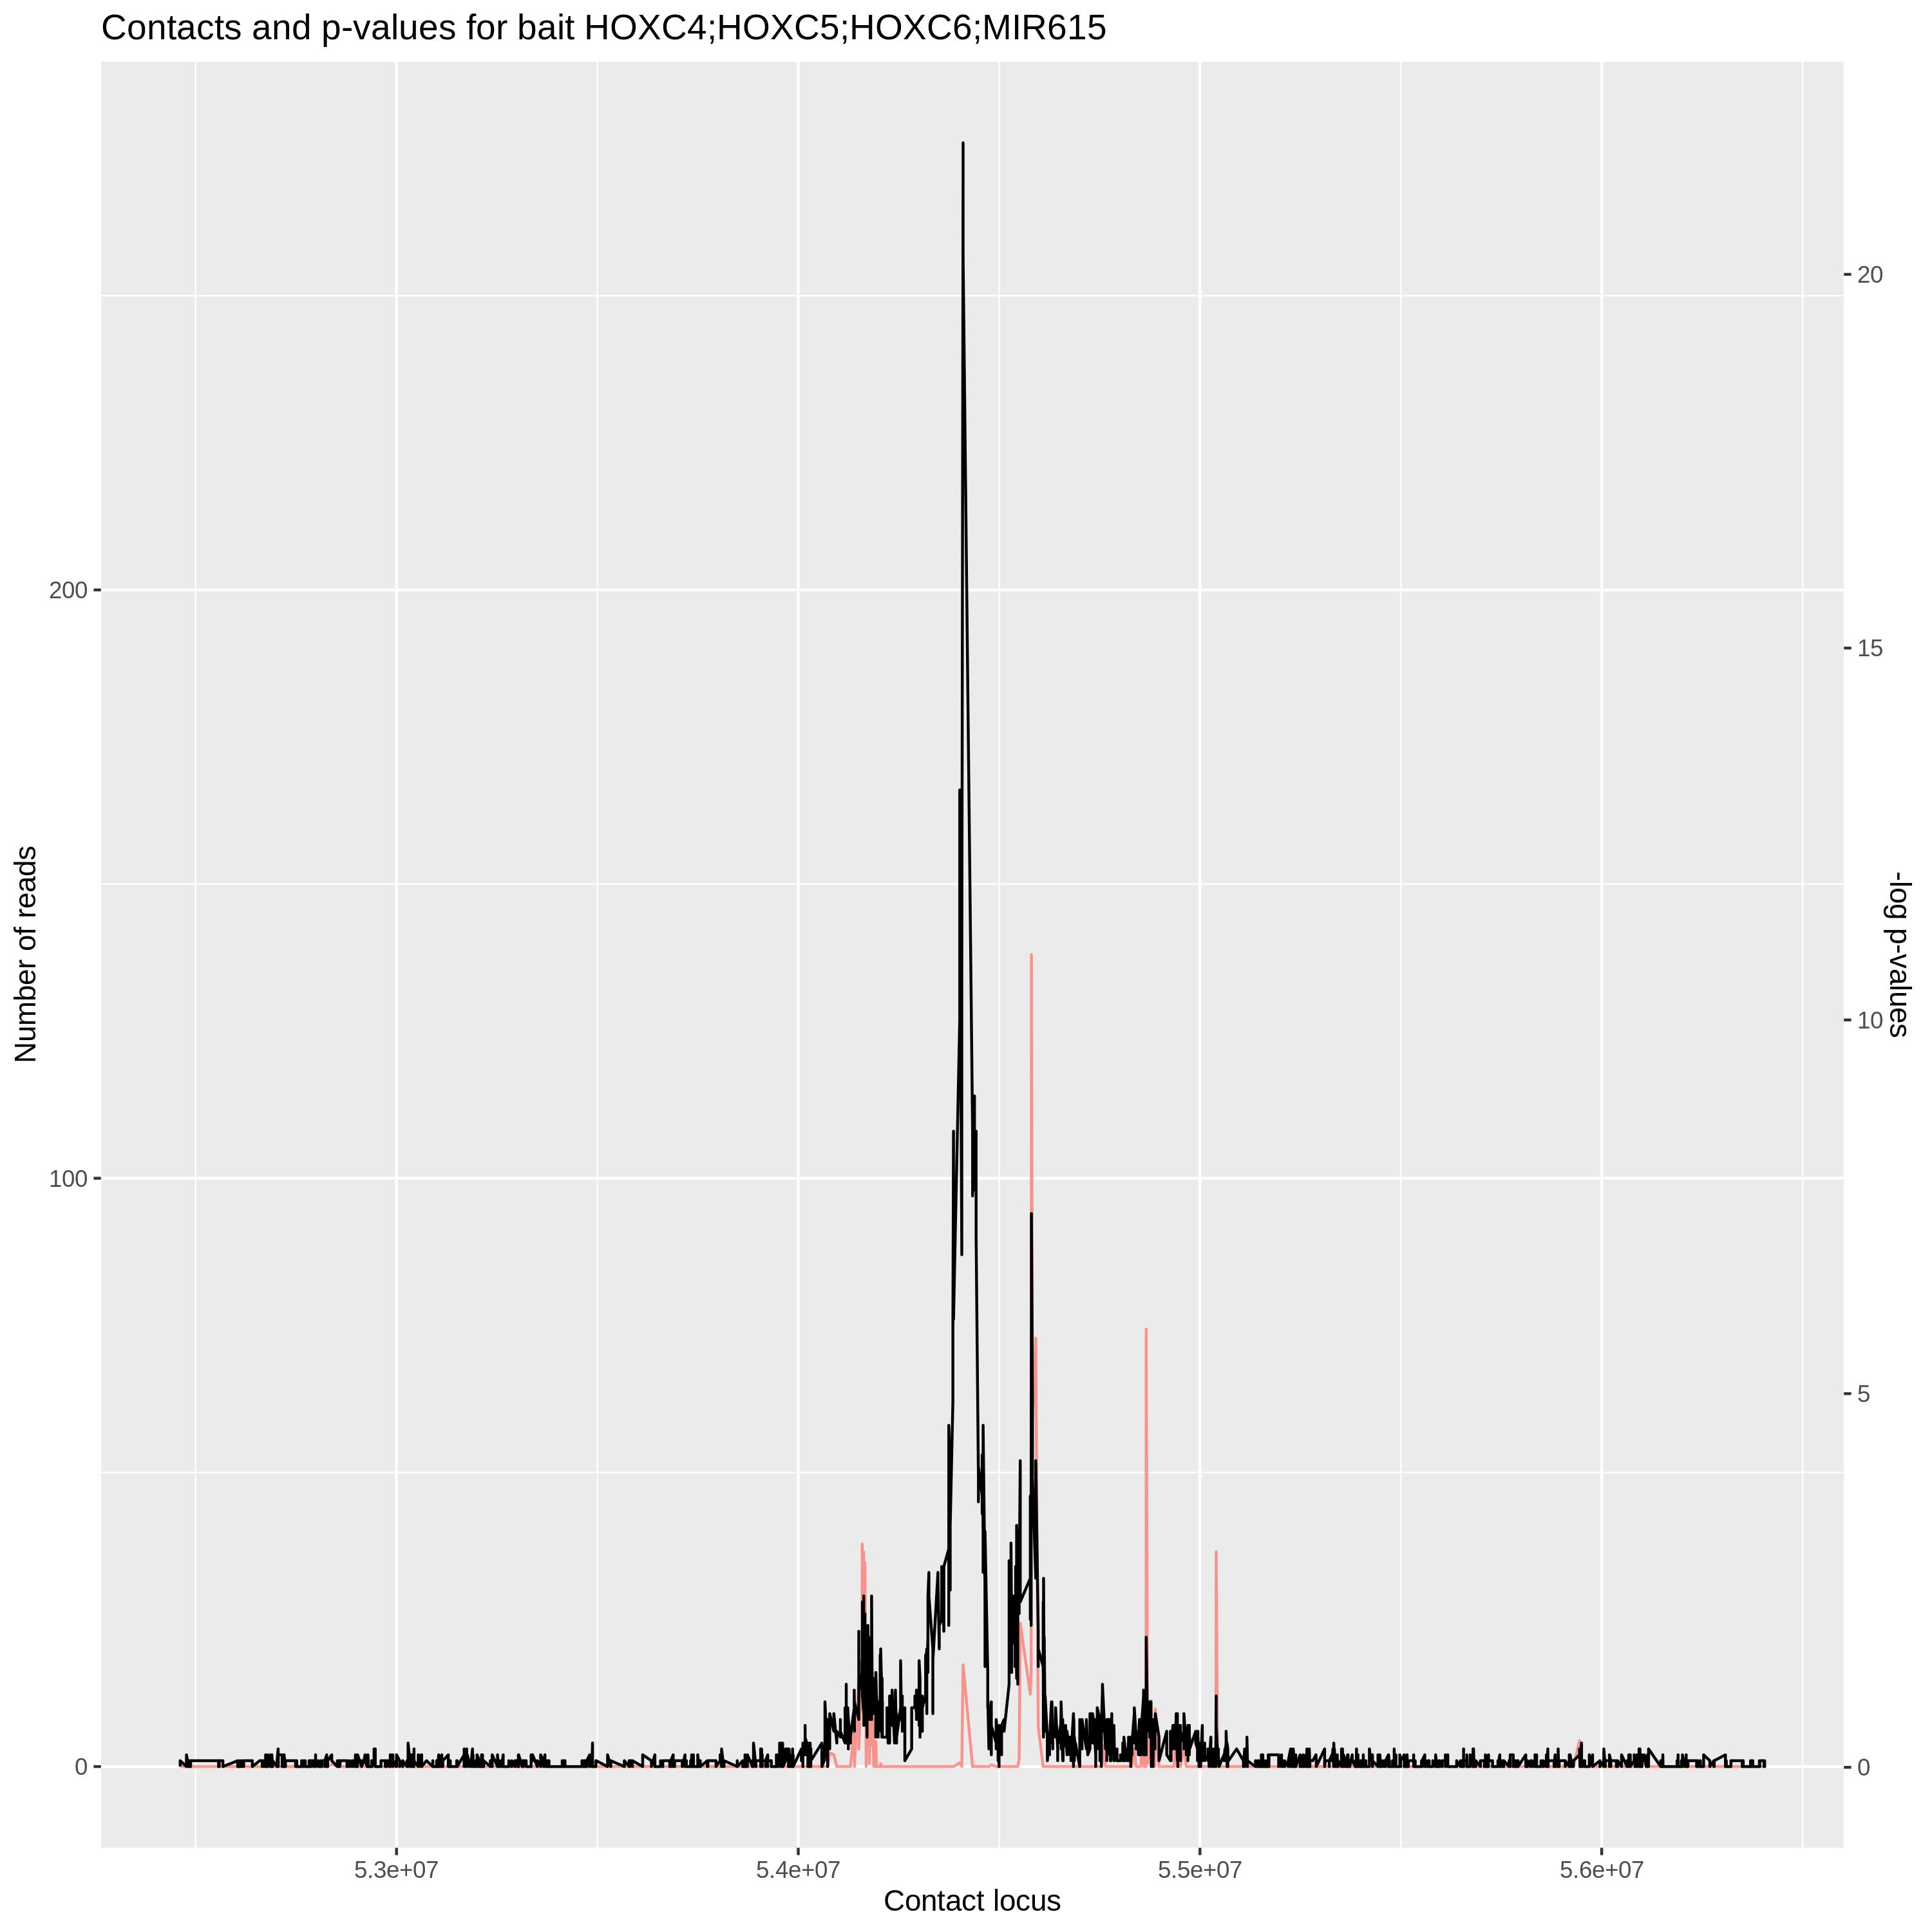 Contacts and p-values for bait HOXC4;HOXC5;HOXC6;MIR615
Number of reads
200
100
0
20
15
10
5
0
-log p-values
5.3e+07
5.4e+07
5.5e+07
5.6e+07
Contact locus